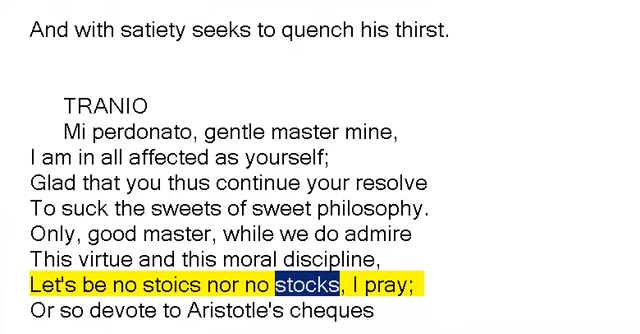 And with satiety seeks to quench his thirst.
TRANIO
Mi perdonato, gentle master mine,
I am in all affected as yourself;
Glad that you thus continue your resolve
To suck the sweets of sweet philosophy.
Only, good master, while we do admire
This virtue and this moral discipline,
Let's be no stoics nor no stocks, I pray;
Or so devote to Aristotle's cheques